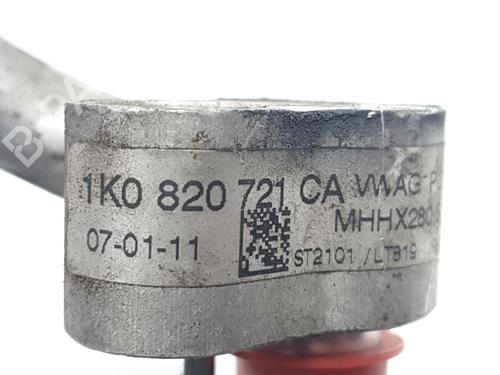 1K0 820 721 CA VWAG
MHHX280
07-01-11
ST2101 /LT819